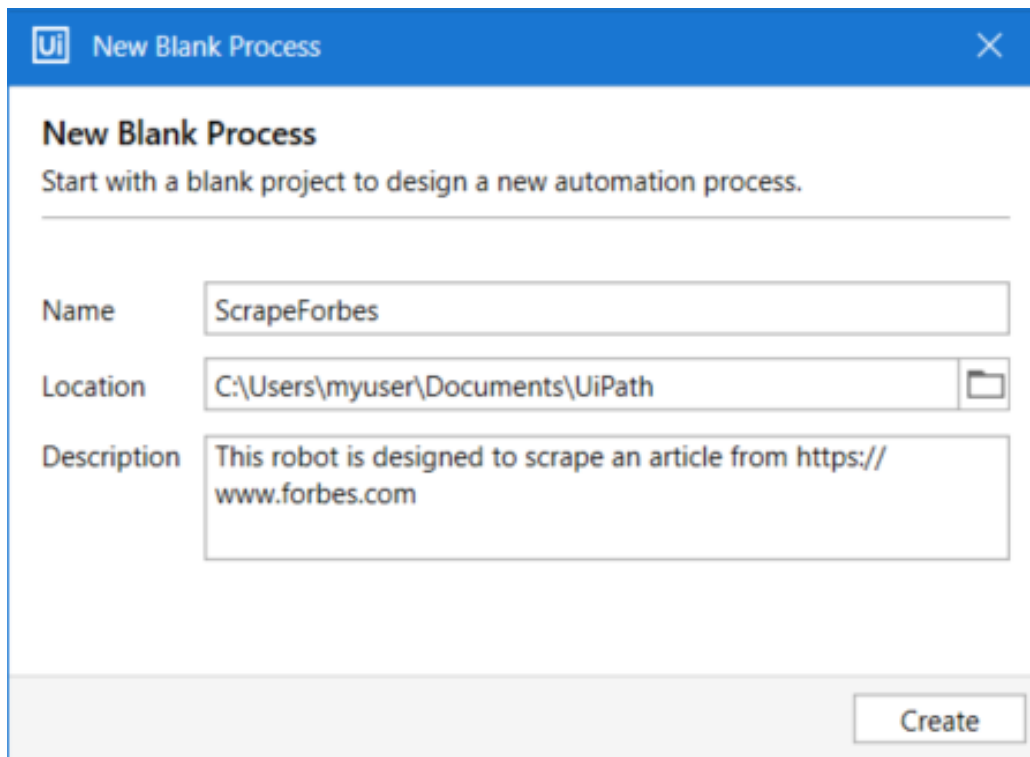 Ui New Blank Process
New Blank Process
Start with a blank project to design a new automation process.
Name ScrapeForbes
Location C:\Users\myuser\Documents\UiPath
Description This robot is designed to scrape an article from https://
www.forbes.com
Create